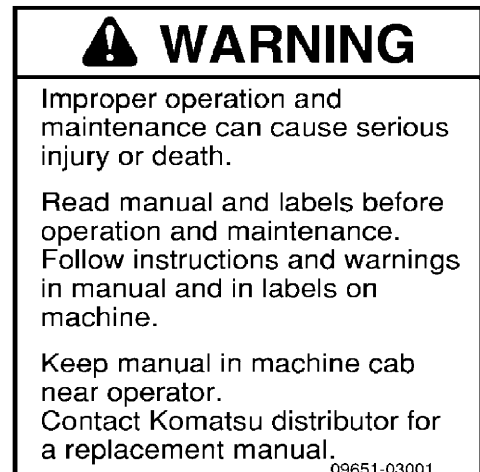 WARNING
Improper operation and
maintenance can cause serious
injury or death.
Read manual and labels before
operation and maintenance.
Follow instructions and warnings
in manual and in labels on
machine.
Keep manual in machine cab
near operator.
Contact Komatsu distributor for
a replacement manual.
09651-03001